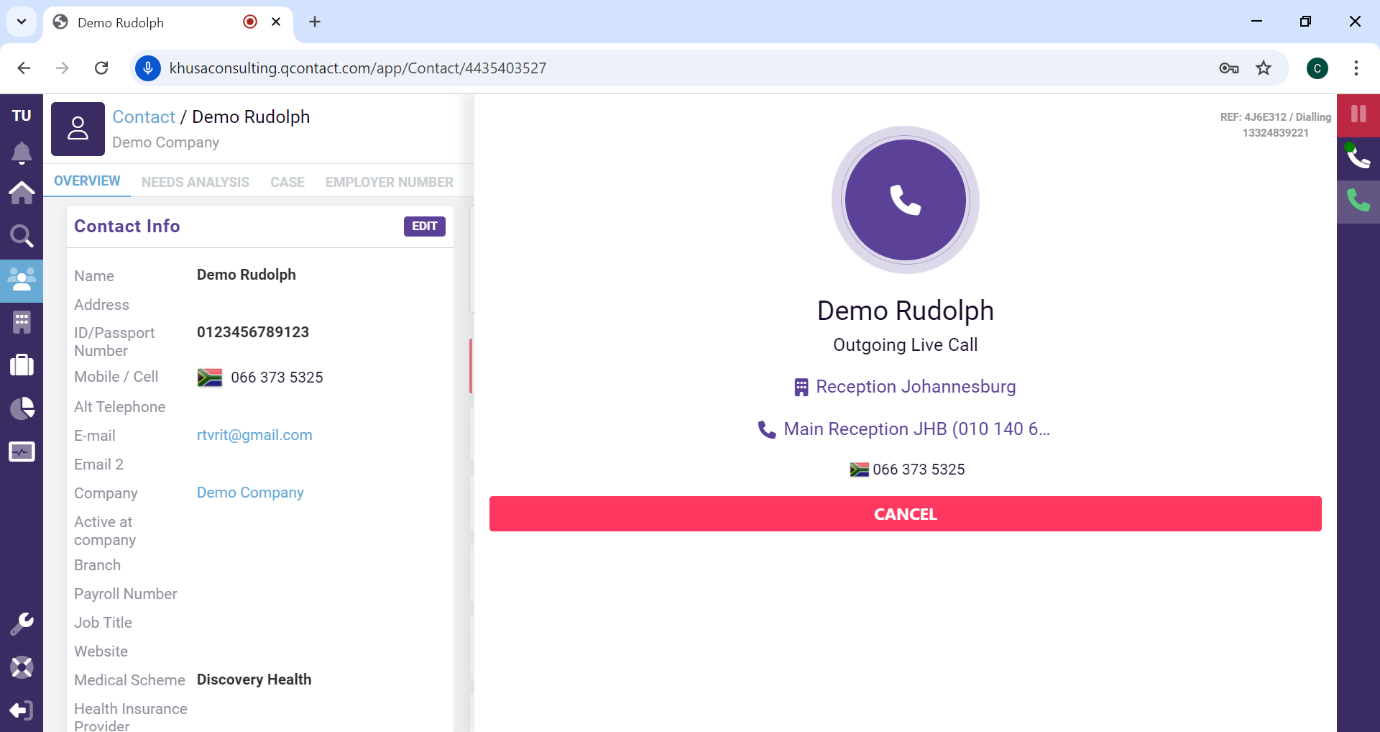 Demo Rudolph
khusaconsulting.qcontact.com/app/Contact/4435403527
C
TU
Contact / Demo Rudolph
Demo Company
OVERVIEW NEEDS ANALYSIS CASE EMPLOYER NUMBER
Contact Info EDIT
Name Demo Rudolph
Address
ID/Passport Number 0123456789123
Mobile / Cell 066 373 5325
Alt Telephone
E-mail rtvrit@gmail.com
Email 2
Company Demo Company
Active at company
Branch
Payroll Number
Job Title
Website
Medical Scheme Discovery Health
Health Insurance
Provider
REF: 4J6E312 / Dialling
13324839221
Demo Rudolph
Outgoing Live Call
Reception Johannesburg
Main Reception JHB (010 140 6...
066 373 5325
CANCEL